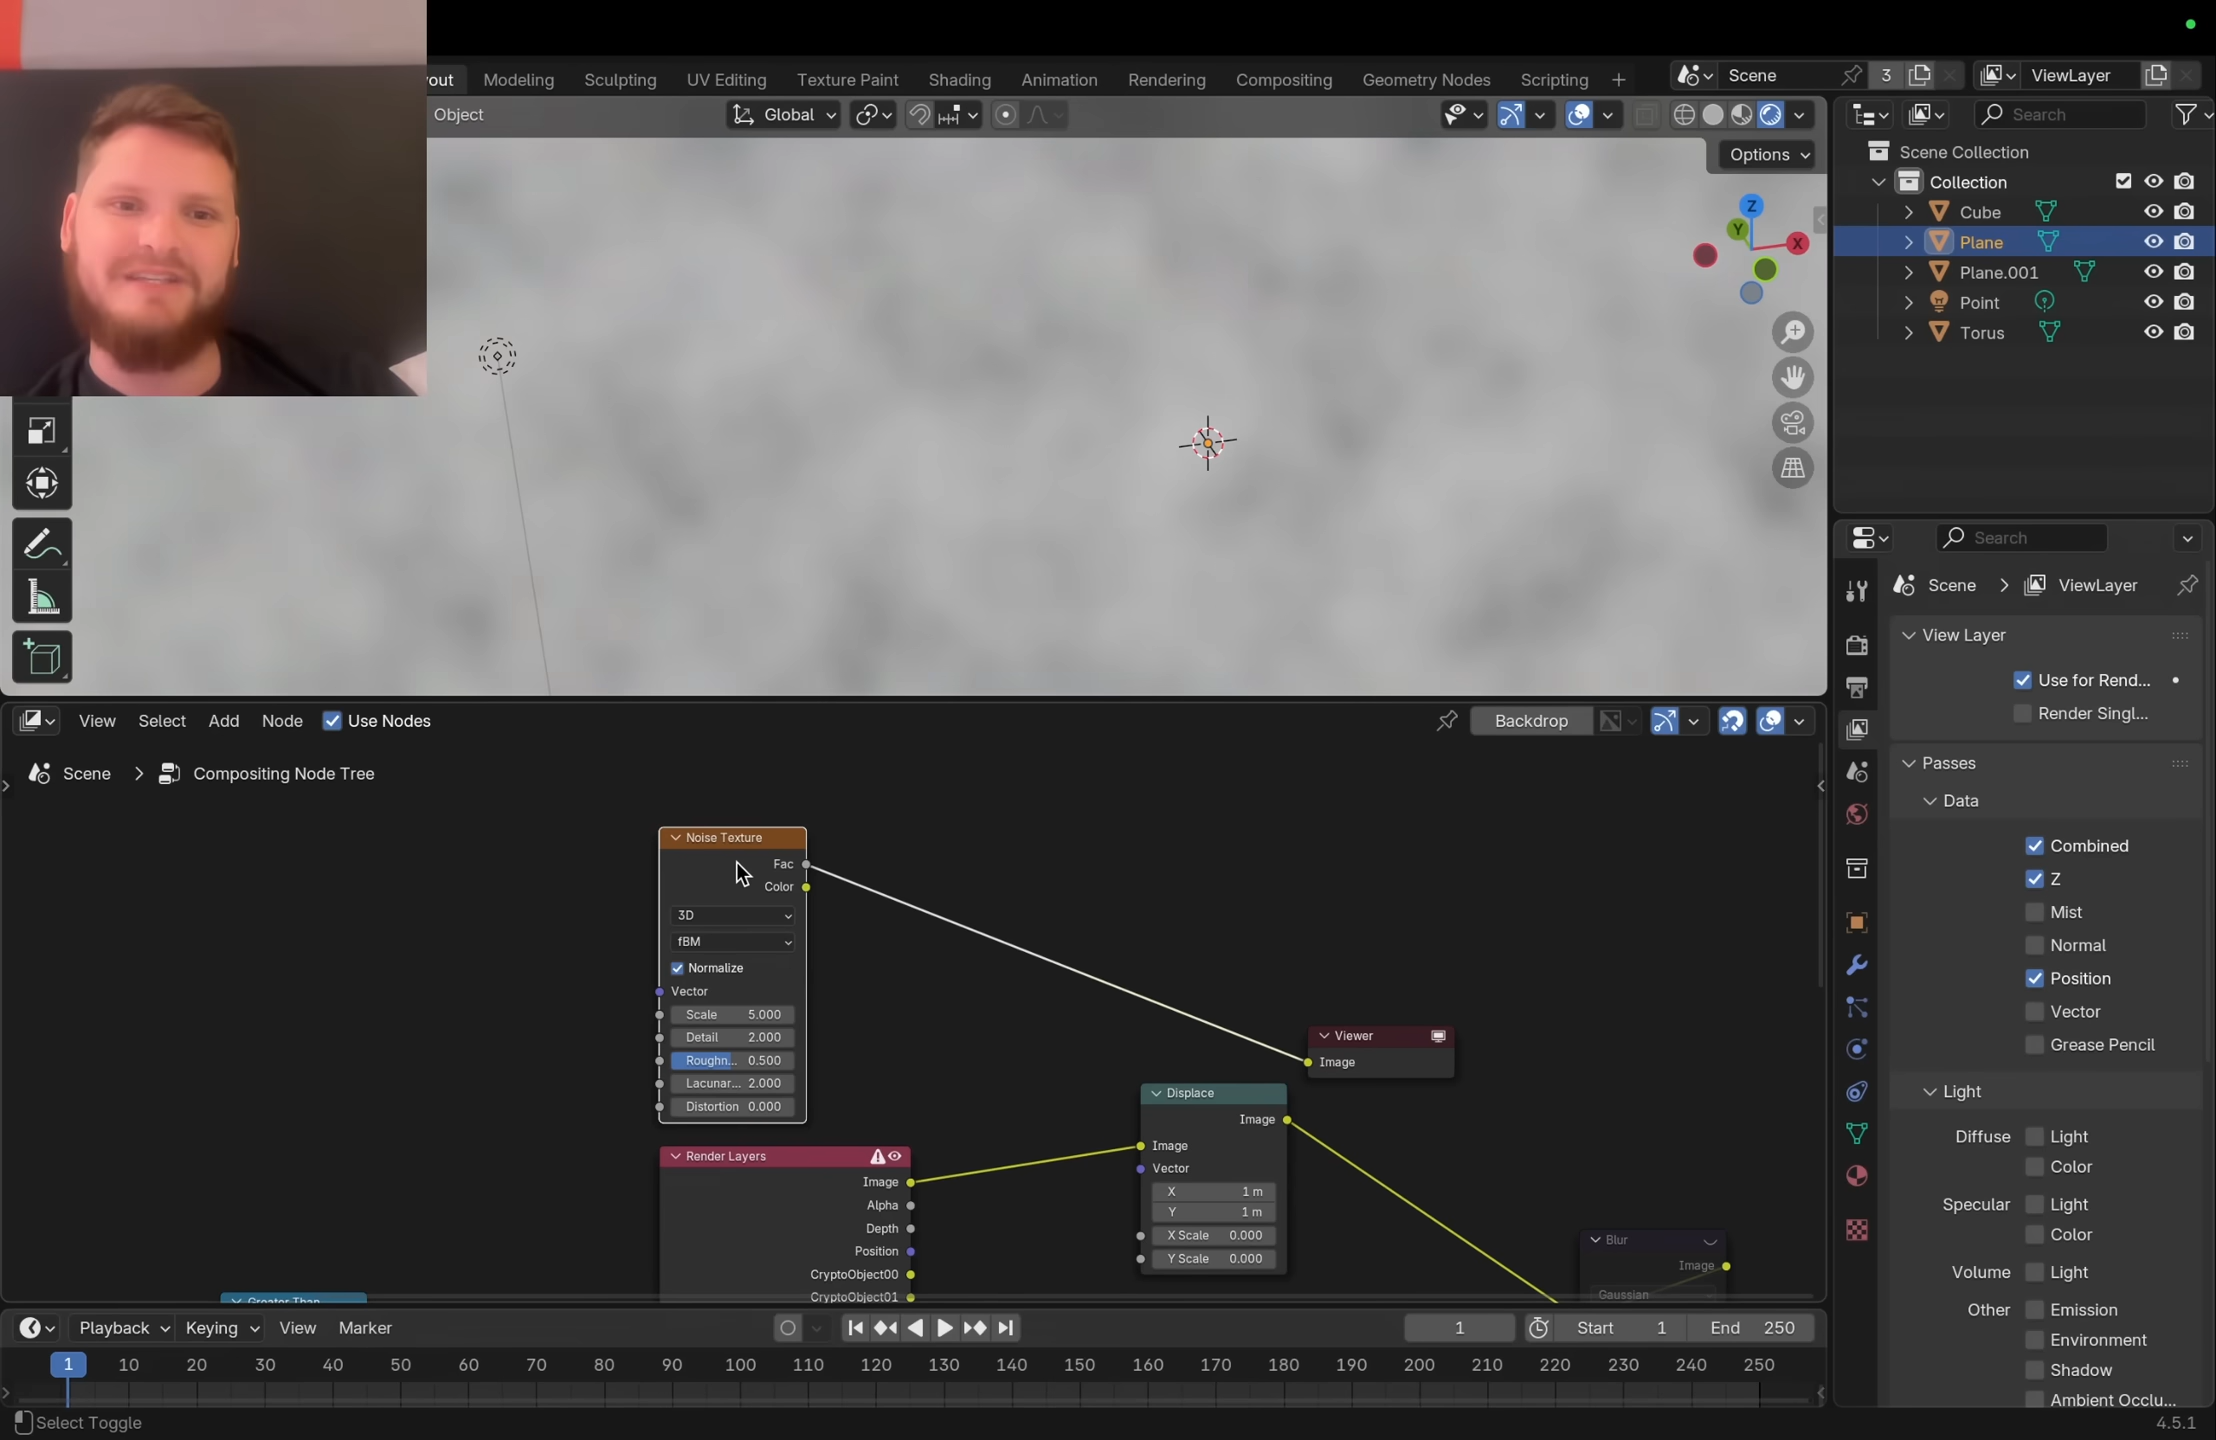 out Modeling Sculpting UV Editing Texture Paint Shading Animation Rendering Compositing Geometry Nodes Scripting + Scene 3 ViewLayer
Object Global Search
Options
Scene Collection
Collection
Cube
Plane
Plane.001
Point
Torus
Z
Y
X
Search
Scene > ViewLayer
View Layer
Use for Rend...
Render Singl...
Passes
Data
Combined
Z
Mist
Normal
Position
Vector
Grease Pencil
Light
Diffuse Light
Color
Specular Light
Color
Volume Light
Other Emission
Environment
Shadow
Ambient Occlu...
View Select Add Node Use Nodes Backdrop
Scene > Compositing Node Tree
Noise Texture
Fac
Color
3D
fBM
Normalize
Vector
Scale 5.000
Detail 2.000
Roughn... 0.500
Lacunar... 2.000
Distortion 0.000
Viewer
Image
Displace
Image
Image
Vector
X 1 m
Y 1 m
X Scale 0.000
Y Scale 0.000
Render Layers
Image
Alpha
Depth
Position
CryptoObject00
CryptoObject01
Blur
Image
Gaussian
Greater Than
Playback Keying View Marker 1 Start 1 End 250
1 10 20 30 40 50 60 70 80 90 100 110 120 130 140 150 160 170 180 190 200 210 220 230 240 250
Select Toggle 4.5.1